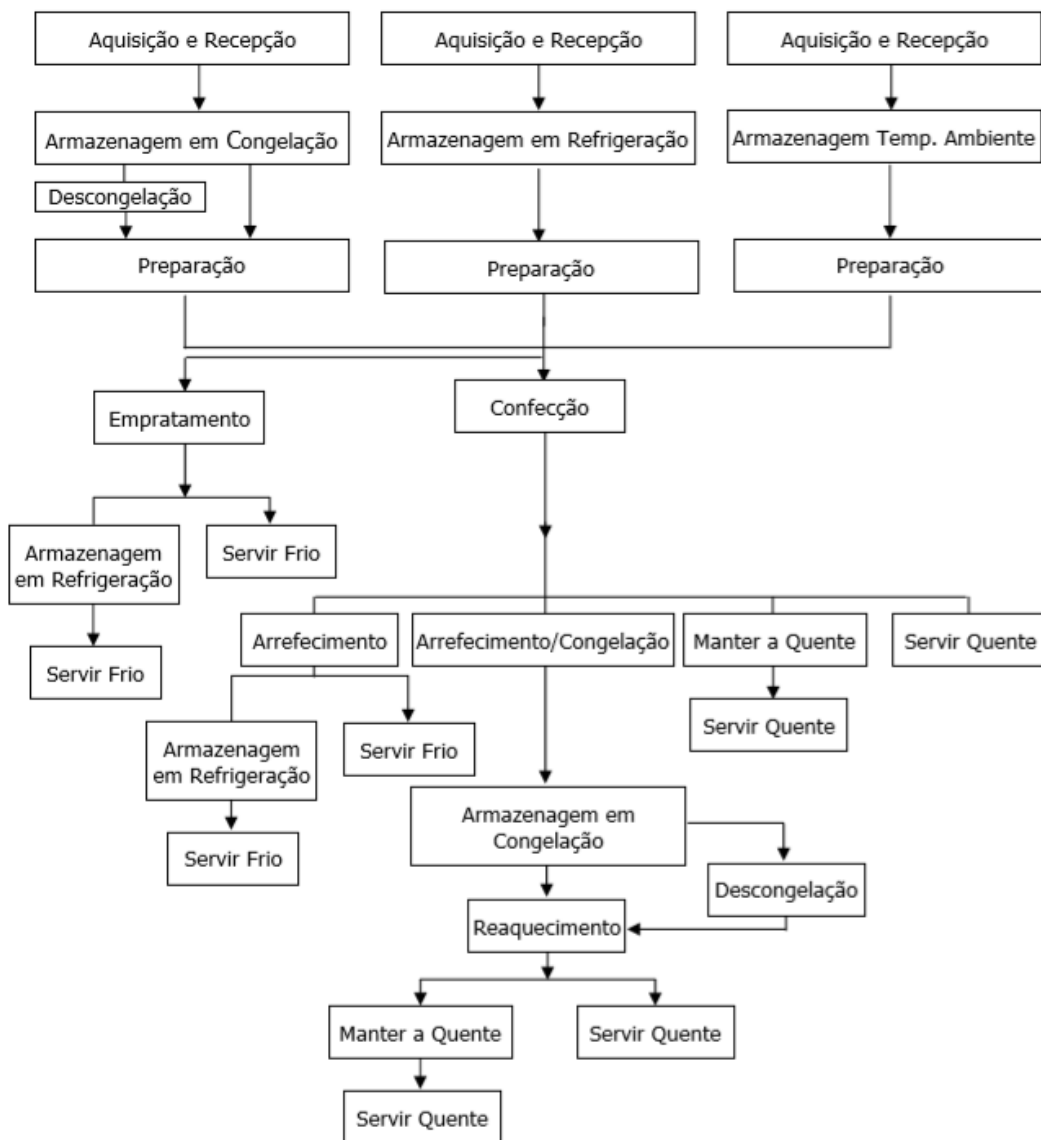 Aquisição e Recepção
Aquisição e Recepção
Aquisição e Recepção
Armazenagem em Congelação
Armazenagem em Refrigeração
Armazenagem Temp. Ambiente
Descongelação
Preparação
Preparação
Preparação
Empratamento
Confecção
Armazenagem
em Refrigeração
Servir Frio
Servir Frio
Arrefecimento
Arrefecimento/Congelação
Manter a Quente
Servir Quente
Servir Quente
Armazenagem
em Refrigeração
Servir Frio
Servir Frio
Armazenagem em
Congelação
Descongelação
Reaquecimento
Manter a Quente
Servir Quente
Servir Quente